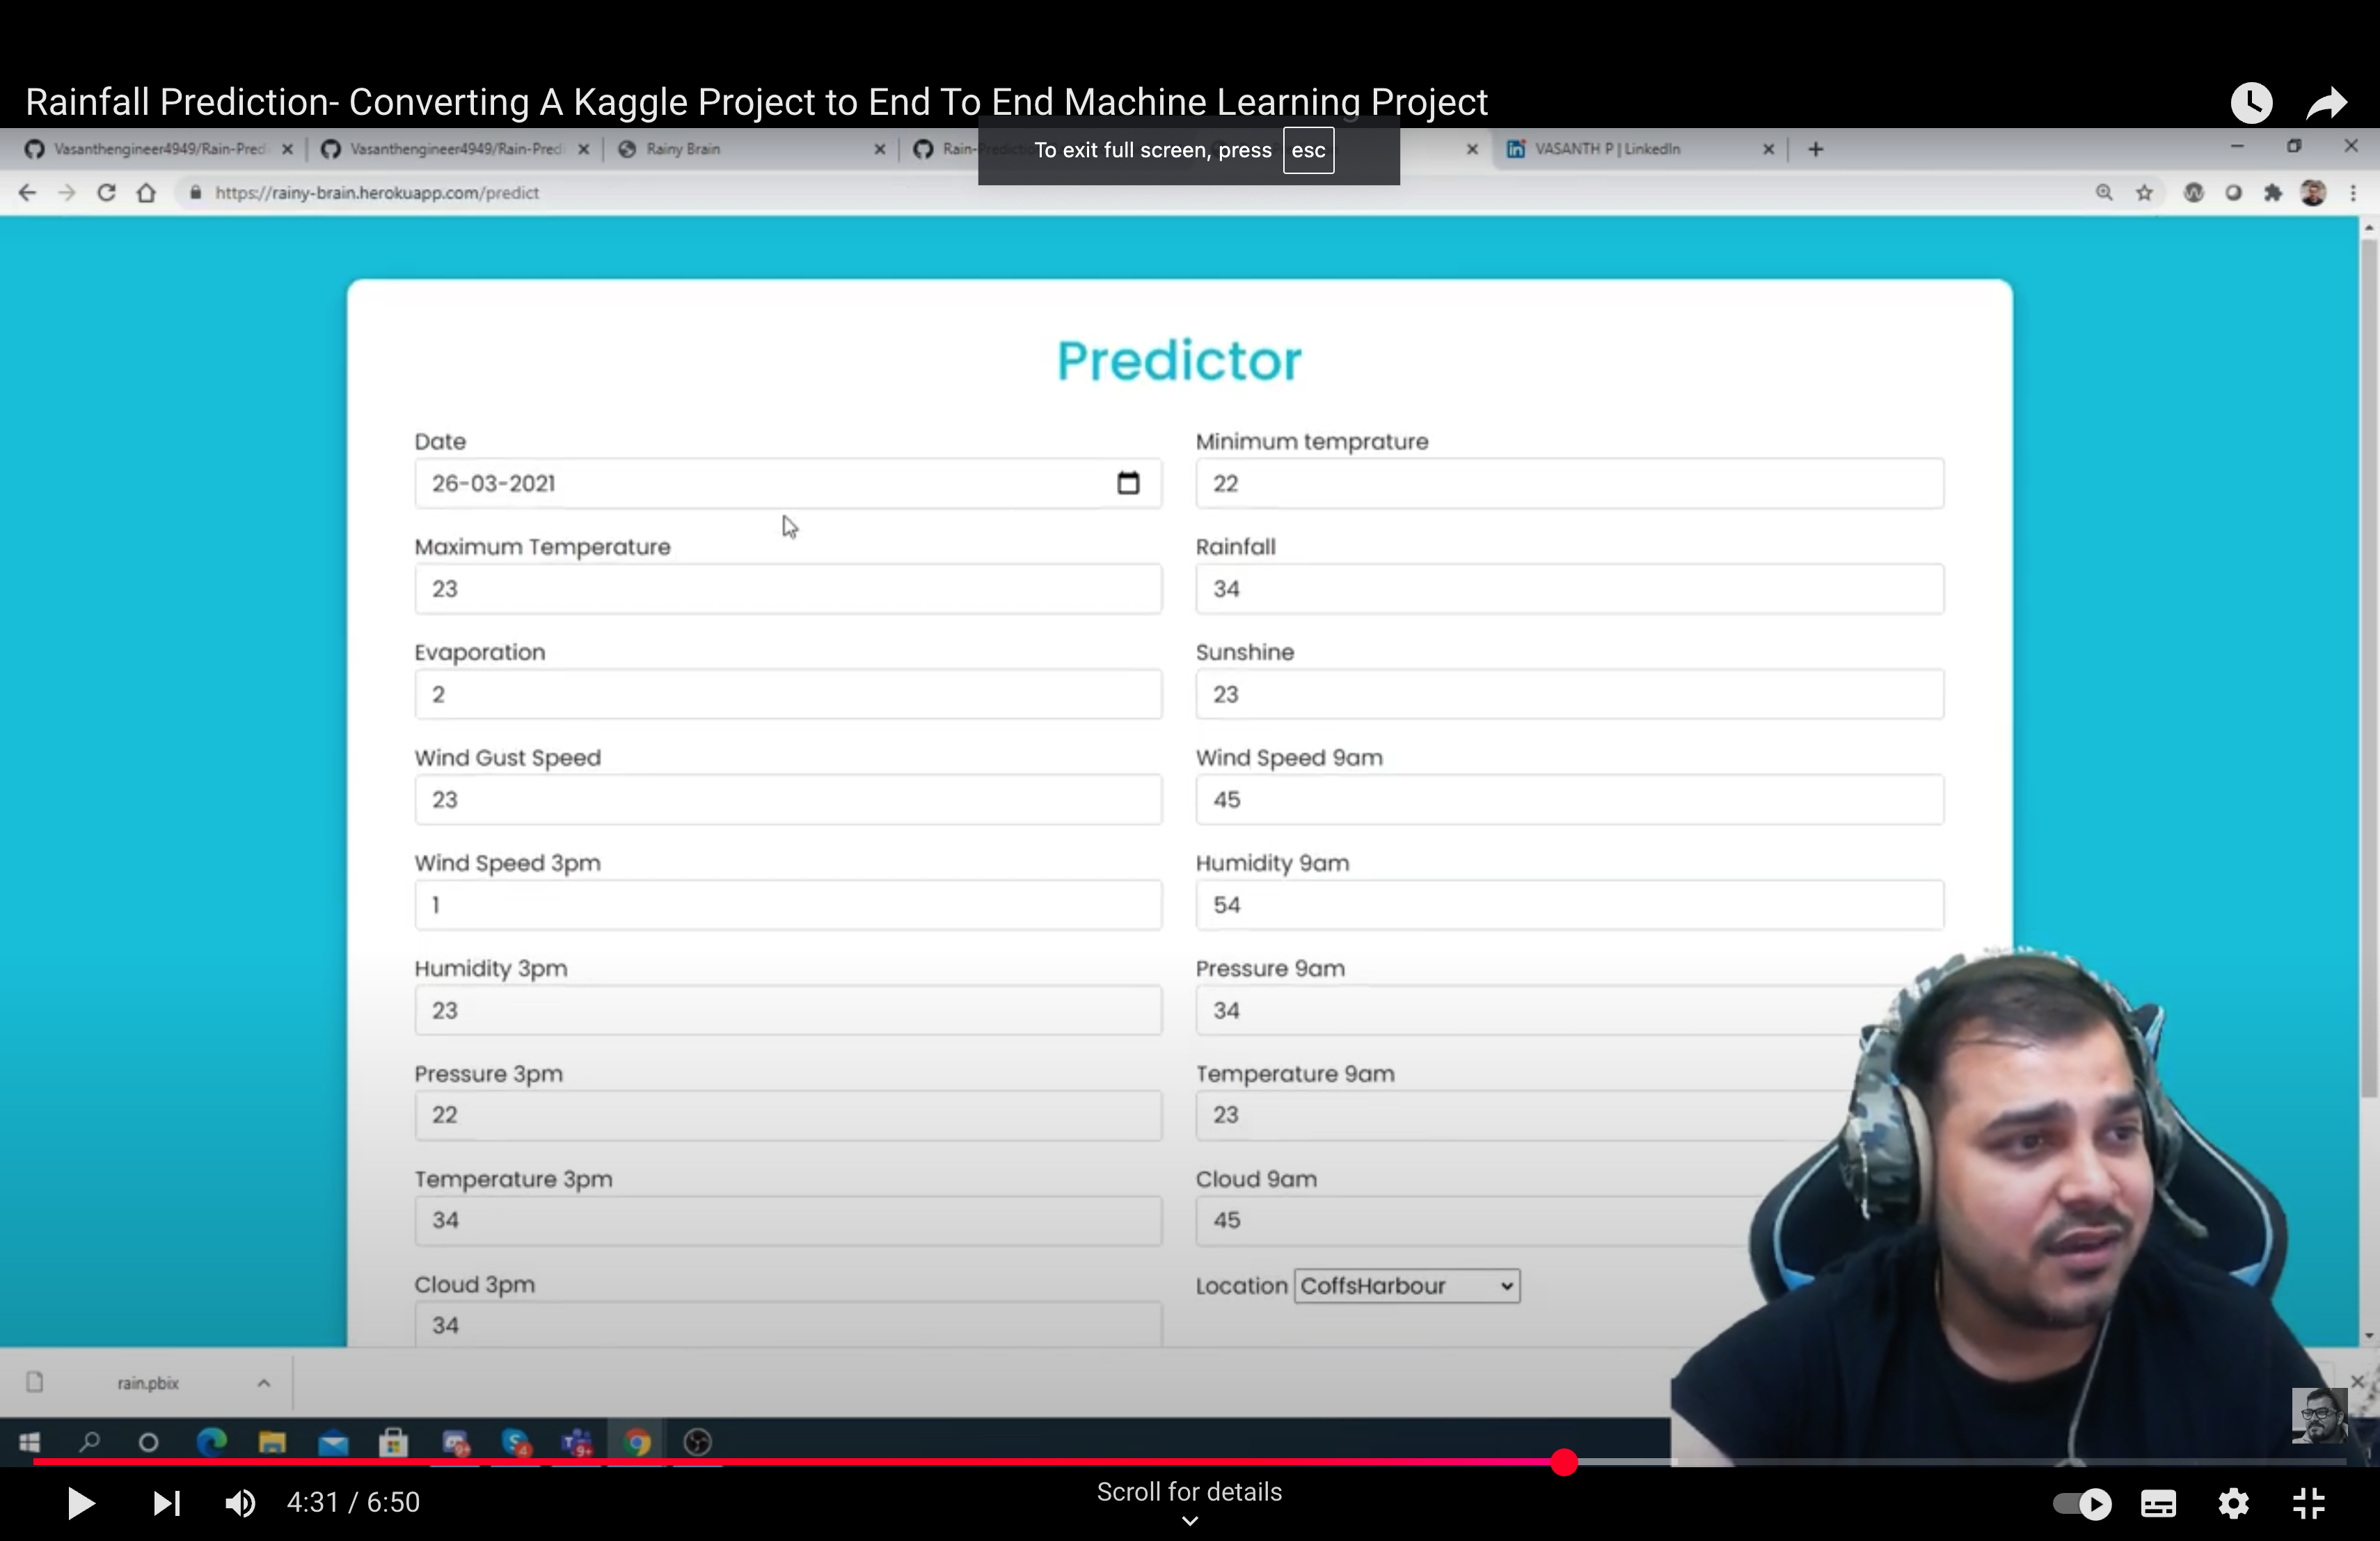 Rainfall Prediction- Converting A Kaggle Project to End To End Machine Learning Project
Vasanthengineer4949/Rain-Pred Vasanthengineer4949/Rain-Pred Rainy Brain Rain- VASANTH P | LinkedIn
To exit full screen, press esc
https://rainy-brain.herokuapp.com/predict
Predictor
Date Minimum temprature
26-03-2021 22
Maximum Temperature Rainfall
23 34
Evaporation Sunshine
2 23
Wind Gust Speed Wind Speed 9am
23 45
Wind Speed 3pm Humidity 9am
1 54
Humidity 3pm Pressure 9am
23 34
Pressure 3pm Temperature 9am
22 23
Temperature 3pm Cloud 9am
34 45
Cloud 3pm Location CoffsHarbour
34
rain.pbix
4:31 / 6:50 Scroll for details